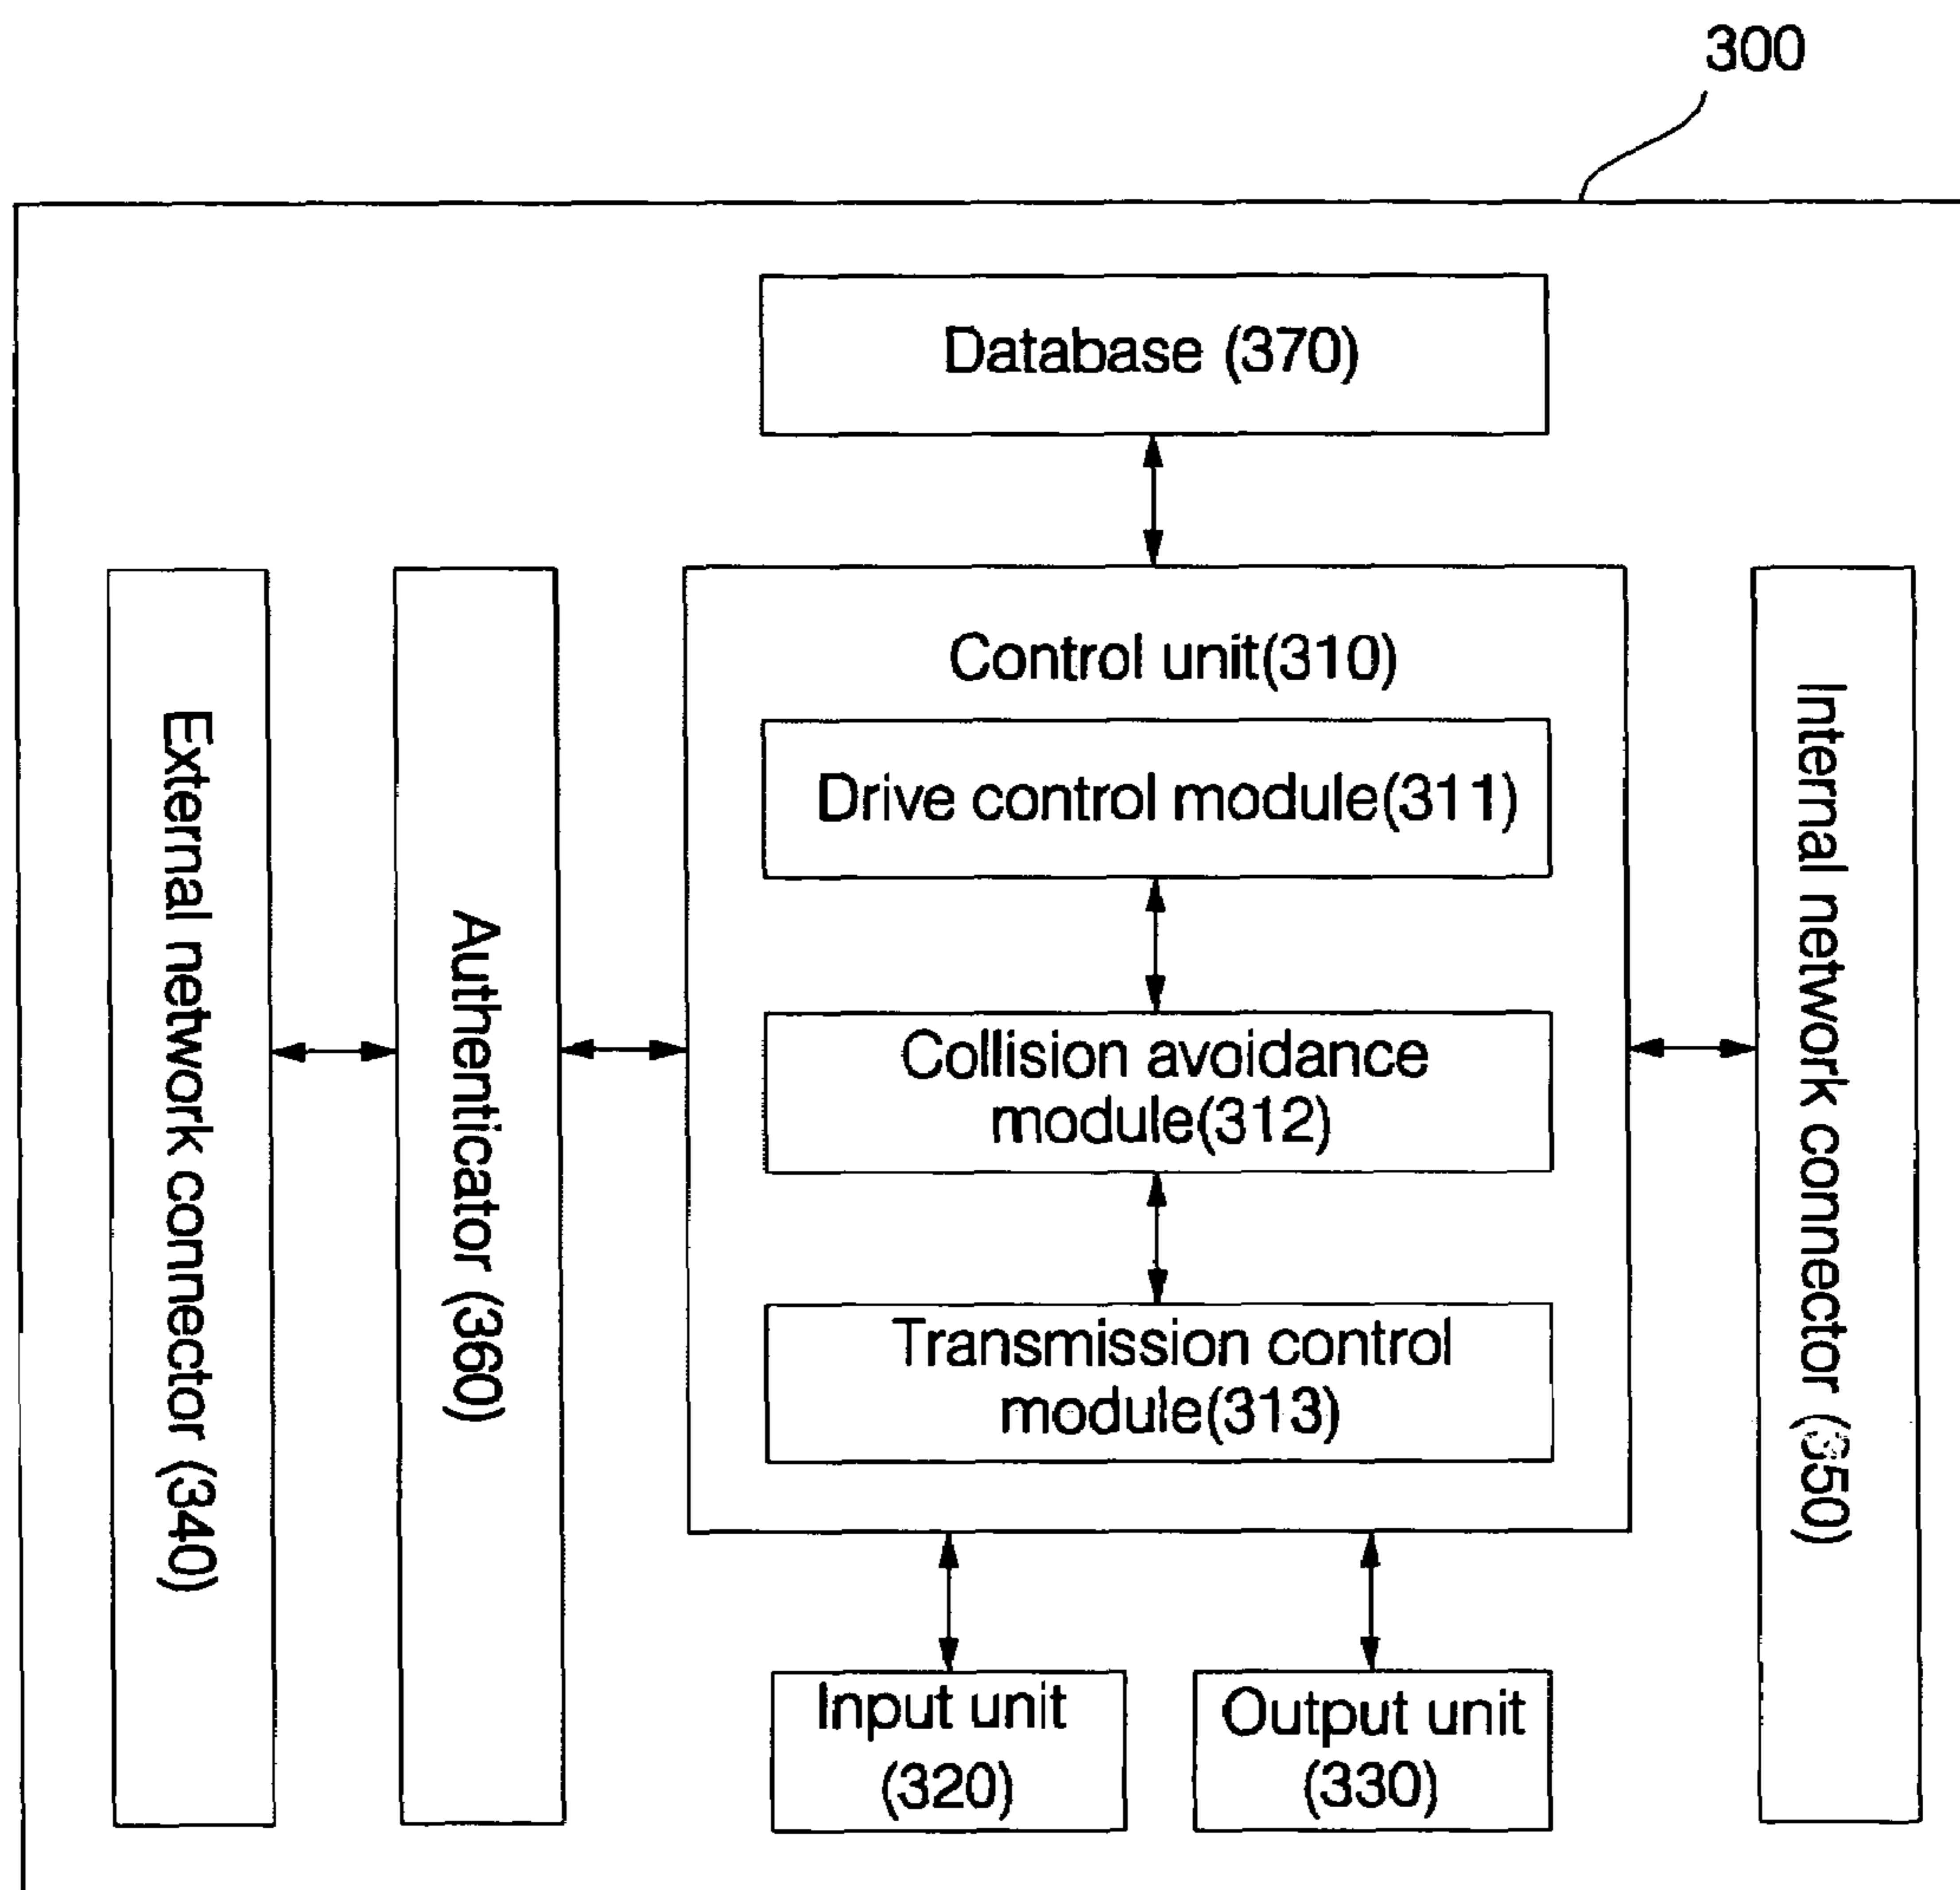 300
Database (370)
Control unit(310)
Drive control module(311)
Collision avoidance
module(312)
Transmission control
module(313)
External network connector (340)
Authenticator (360)
Internal network connector (350)
Input unit
(320)
Output unit
(330)